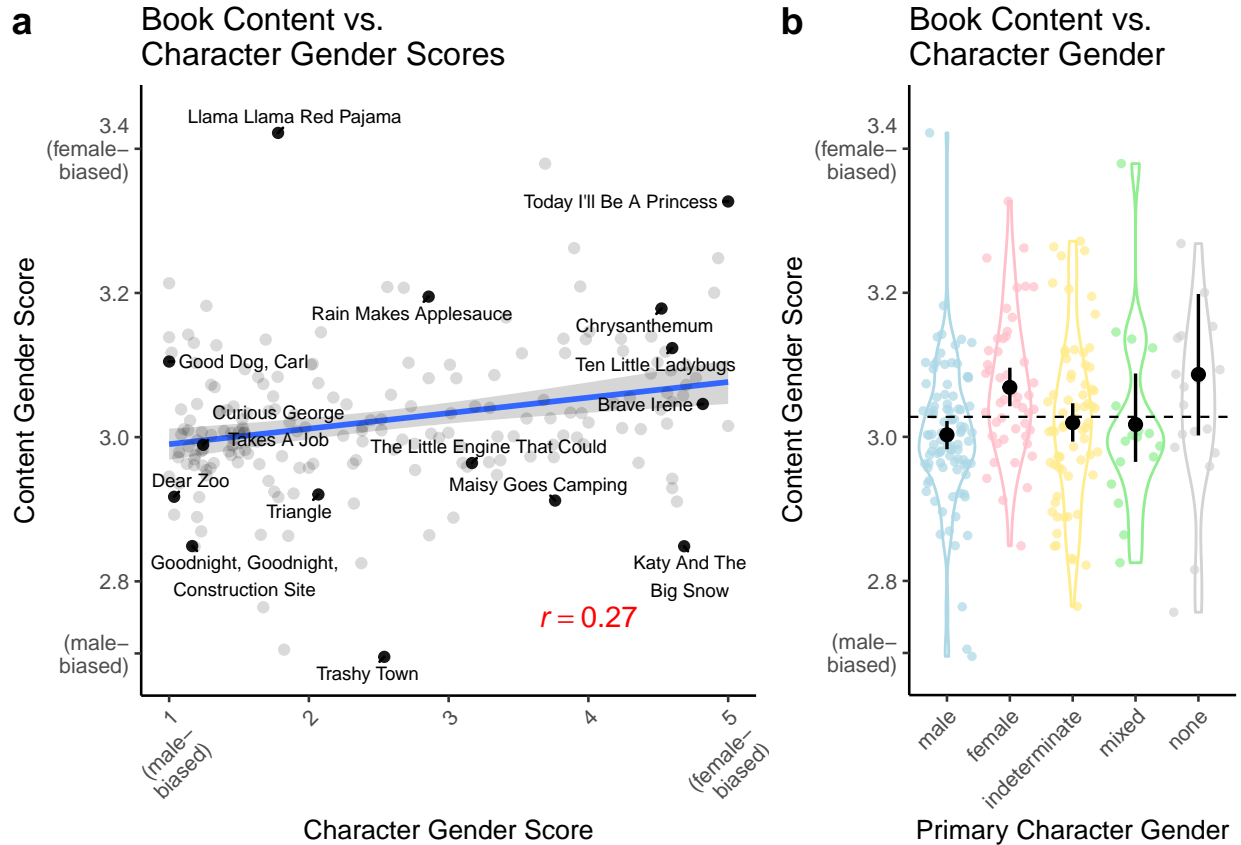 a
Book Content vs.
Character Gender Scores
Content Gender Score
3.4
(female–
biased)
3.2
3.0
2.8
(male–
biased)
Llama Llama Red Pajama
Today I'll Be A Princess
Rain Makes Applesauce
Chrysanthemum
Good Dog, Carl
Ten Little Ladybugs
Curious George
Takes A Job
Brave Irene
The Little Engine That Could
Dear Zoo
Maisy Goes Camping
Triangle
Goodnight, Goodnight,
Construction Site
Katy And The
Big Snow
r = 0.27
Trashy Town
1
(male–
biased)
2
3
4
5
(female–
biased)
Character Gender Score
b
Book Content vs.
Character Gender
Content Gender Score
3.4
(female–
biased)
3.2
3.0
2.8
(male–
biased)
male
female
indeterminate
mixed
none
Primary Character Gender